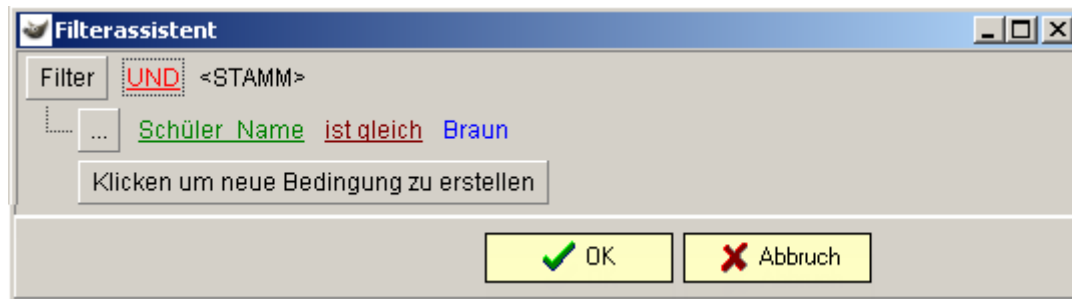 Filterassistent
Filter UND <STAMM>
... Schüler_Name ist gleich Braun
Klicken um neue Bedingung zu erstellen
OK Abbruch